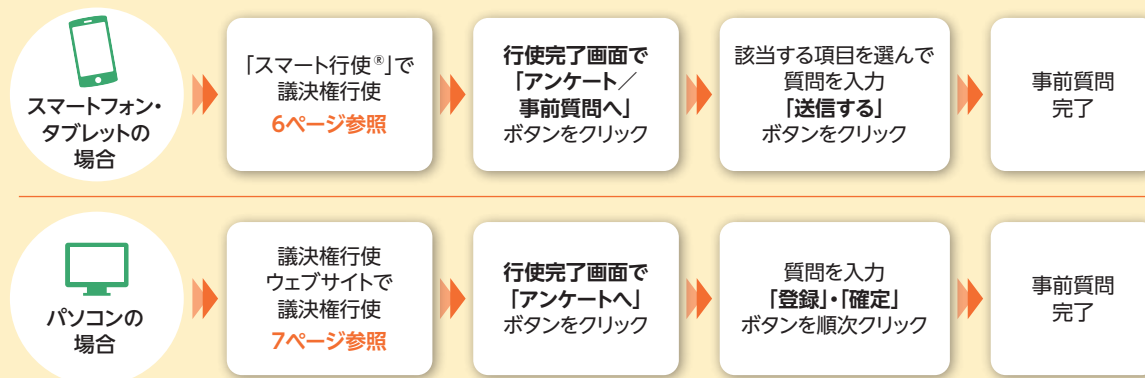 スマートフォン・
タブレットの
場合
「スマート行使®」で
議決権行使
6ページ参照
行使完了画面で
「アンケート／
事前質問へ」
ボタンをクリック
該当する項目を選んで
質問を入力
「送信する」
ボタンをクリック
事前質問
完了
パソコンの
場合
議決権行使
ウェブサイトで
議決権行使
7ページ参照
行使完了画面で
「アンケートへ」
ボタンをクリック
質問を入力
「登録」・「確定」
ボタンを順次クリック
事前質問
完了